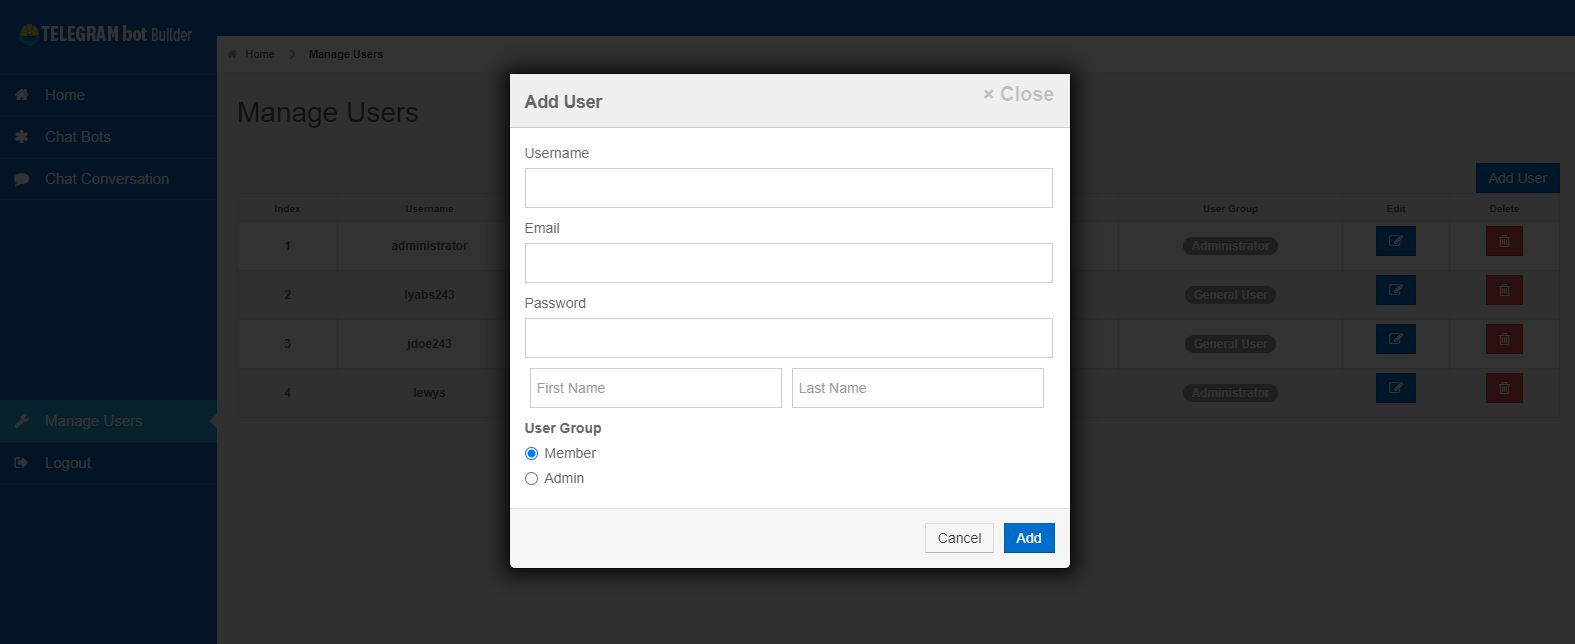 TELEGRAM bot Builder
Home > Manage Users
Home
Chat Bots
Chat Conversation
Manage Users
Logout
Manage Users
Add User
Index Username User Group Edit Delete
1 administrator Administrator
2 lyabs243 General User
3 jdoe243 General User
4 lewys Administrator
Add User
× Close
Username
Email
Password
First Name Last Name
User Group
Member
Admin
Cancel Add